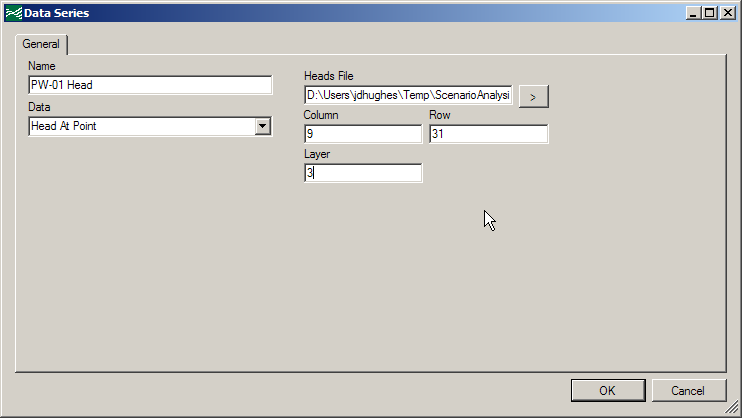 Data Series
General
Name
PW-01 Head
Data
Head At Point
Heads File
D:\Users\jdhughes\Temp\ScenarioAnalysi
>
Column
Row
9
31
Layer
3
OK
Cancel